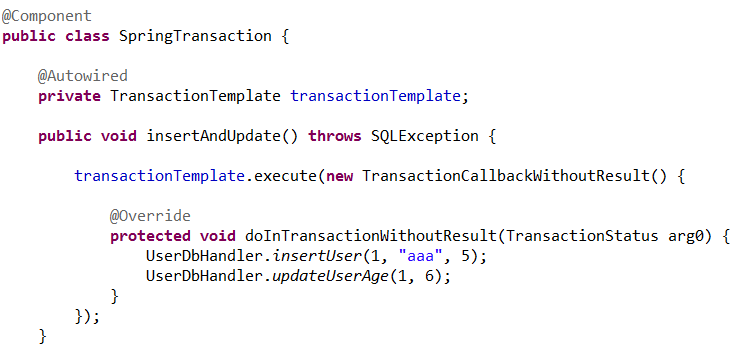 @Component
public class SpringTransaction {
@Autowired
private TransactionTemplate transactionTemplate;
public void insertAndUpdate() throws SQLException {
transactionTemplate.execute(new TransactionCallbackWithoutResult() {
@Override
protected void doInTransactionWithoutResult(TransactionStatus arg0) {
UserDbHandler.insertUser(1, "aaa", 5);
UserDbHandler.updateUserAge(1, 6);
}
});
}